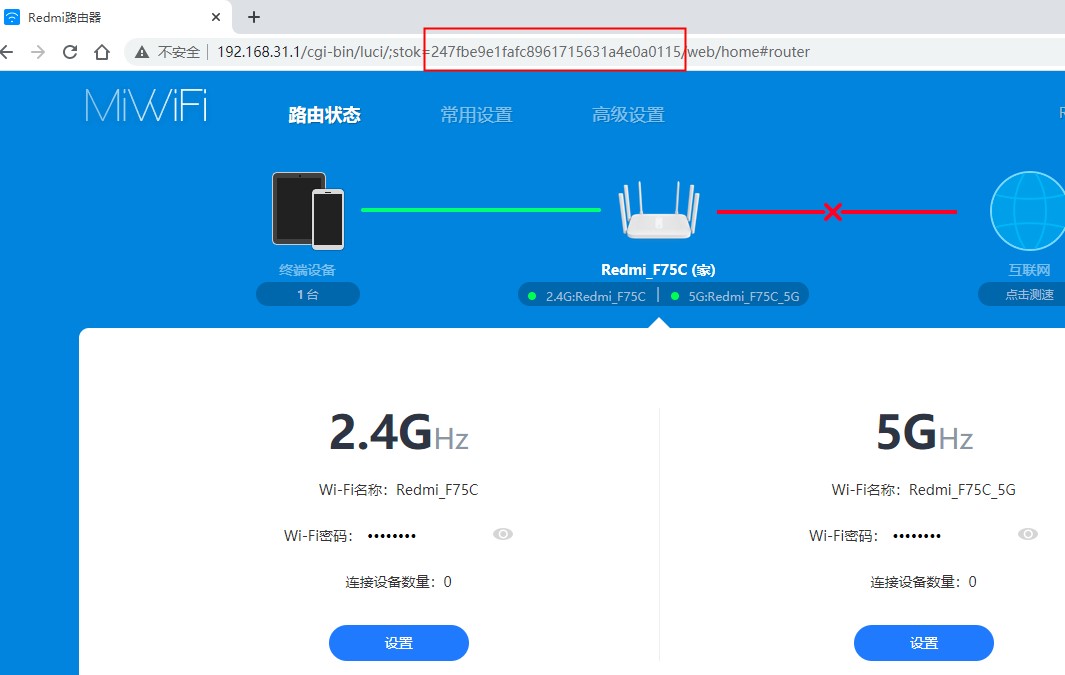 Redmi路由器
不安全 192.168.31.1/cgi-bin/luci/;stok=247fbe9e1fafc8961715631a4e0a0115/web/home#router
MiWiFi 路由状态 常用设置 高级设置
终端设备 Redmi_F75C (家) 互联网
1台 2.4G:Redmi_F75C | 5G:Redmi_F75C_5G 点击测速
2.4GHz 5GHz
Wi-Fi名称：Redmi_F75C Wi-Fi名称：Redmi_F75C_5G
Wi-Fi密码：•••••••• Wi-Fi密码：••••••••
连接设备数量：0 连接设备数量：0
设置 设置